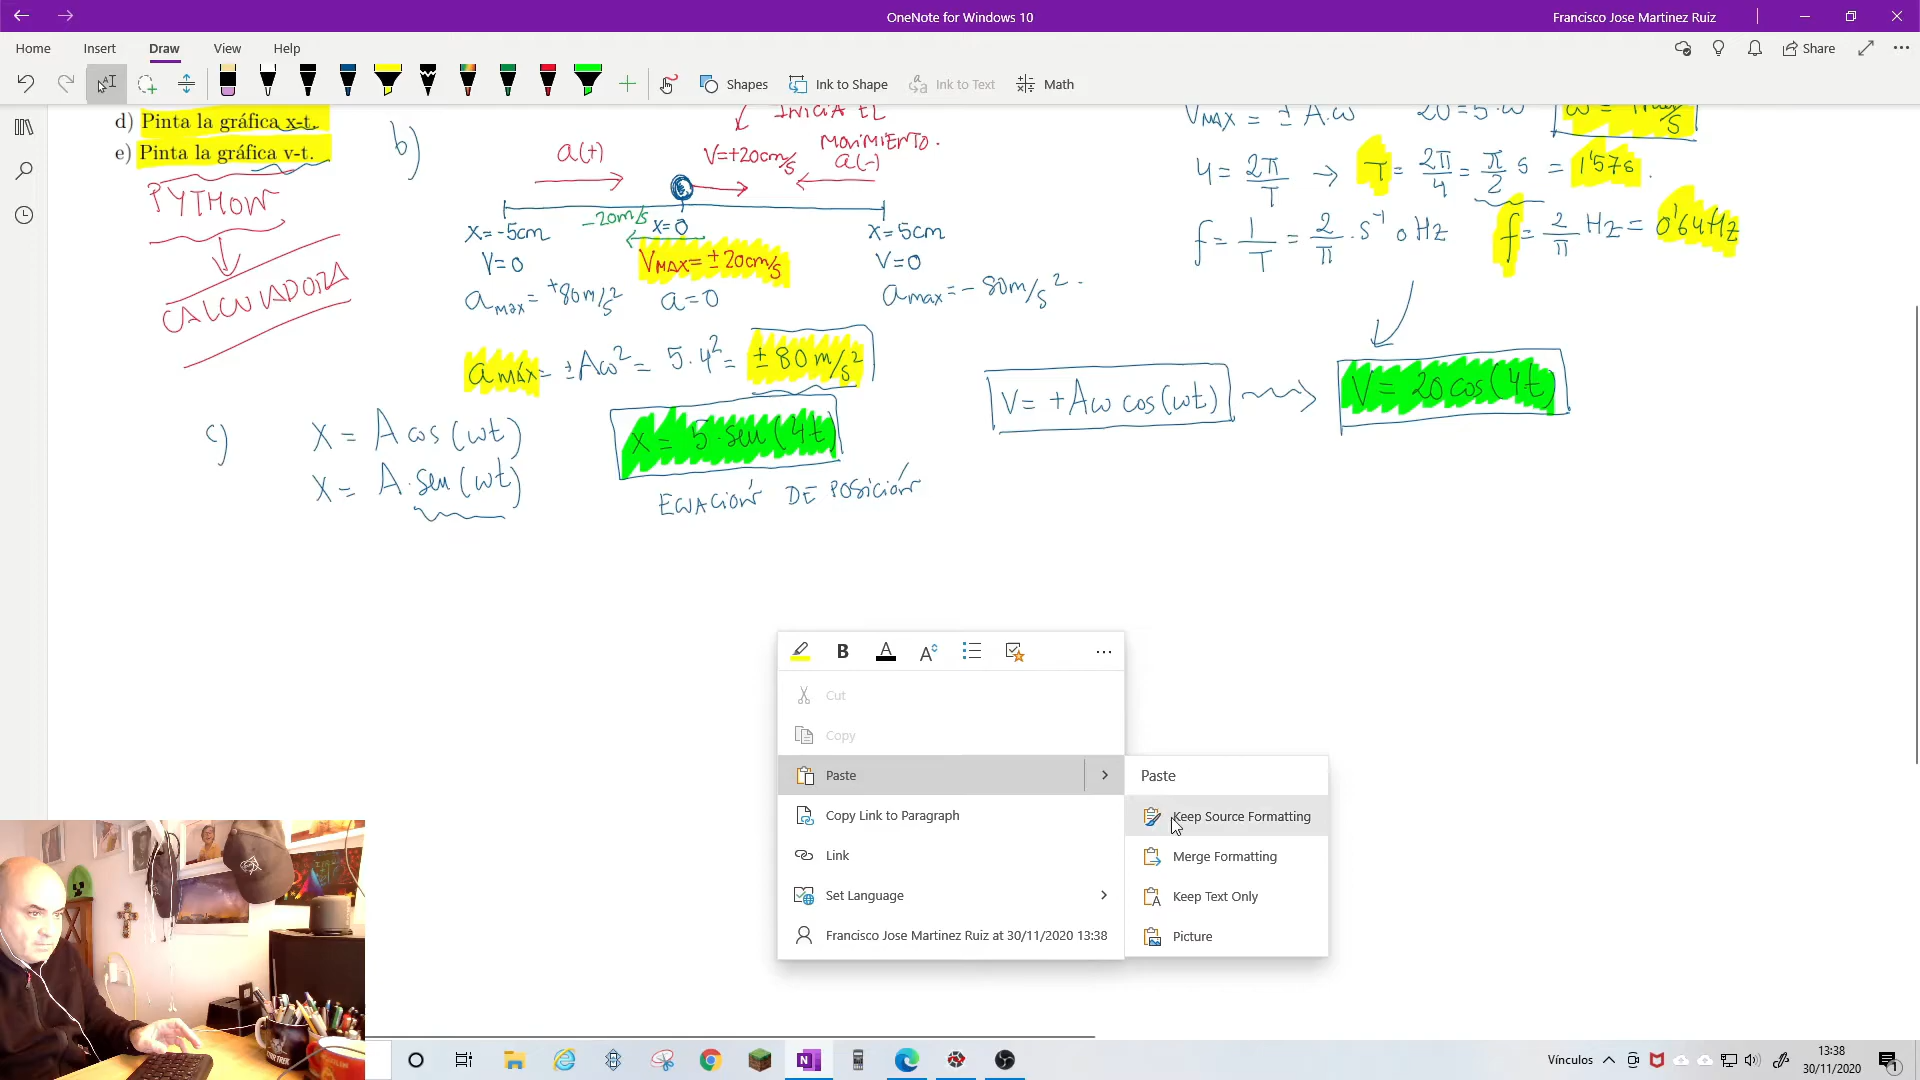 OneNote for Windows 10
Francisco Jose Martinez Ruiz
Home Insert Draw View Help
Share
Shapes
Ink to Shape
Ink to Text
Math
d) Pinta la gráfica x-t.
e) Pinta la gráfica v-t.
PYTHON
CALCULADORA
b)
INICIA EL
MOVIMIENTO.
a(+)
V=+20cm/s
a(-)
-20m/s
X=-5cm
X=0
X=5cm
V=0
VMAX=±20cm/s
V=0
amax=+80m/s²
a=0
amax=-80m/s².
amáx= ±Aω²= 5.4²= ±80m/s²
VMAX = ±A.ω 20=5.ω
4=2π/T → T=2π/4=π/2 s = 1'57s.
f=1/T=2/π.s⁻¹ o Hz
f=2/π Hz= 0'64Hz
V= +Aω cos(ωt)
V= 20 cos(4t)
c)
X = A cos(ωt)
X = A.sen(ωt)
X = 5.sen(4t)
ECUACIÓN DE POSICIÓN
B A A
Cut
Copy
Paste
Copy Link to Paragraph
Link
Set Language
Francisco Jose Martinez Ruiz at 30/11/2020 13:38
Paste
Keep Source Formatting
Merge Formatting
Keep Text Only
Picture
Vínculos
13:38
30/11/2020